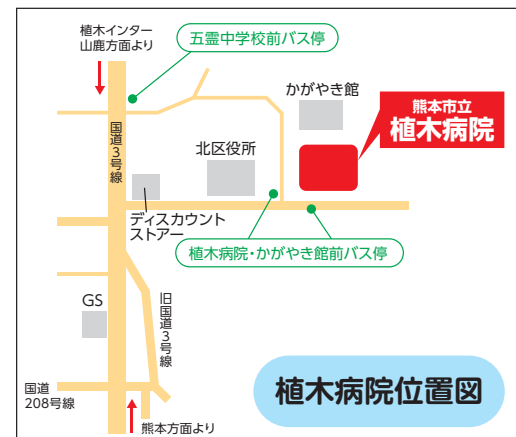 植木インター
山鹿方面より
五霊中学校前バス停
かがやき館
熊本市立
植木病院
国道3号線
北区役所
ディスカウント
ストアー
植木病院・かがやき館前バス停
GS
旧国道3号線
国道
208号線
熊本方面より
植木病院位置図